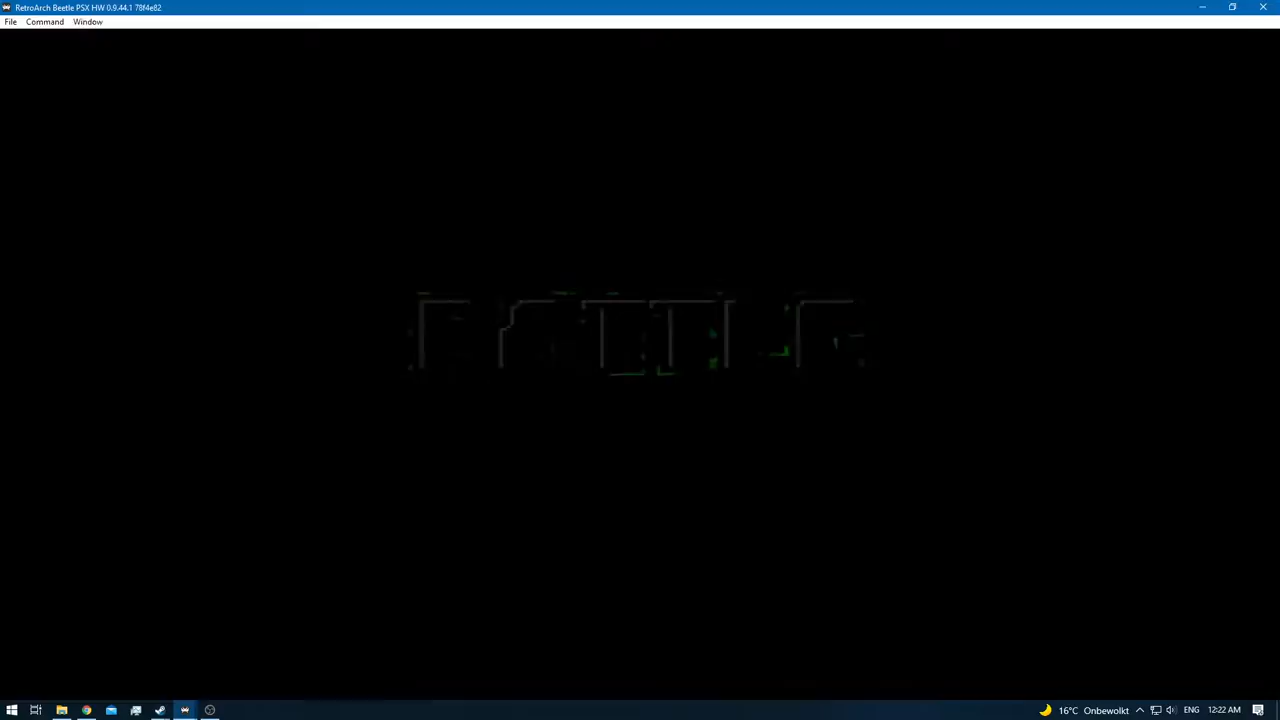 RetroArch Beetle PSX HW 0.9.44.1 78f4e82
File Command Window
16°C Onbewolkt ENG 12:22 AM